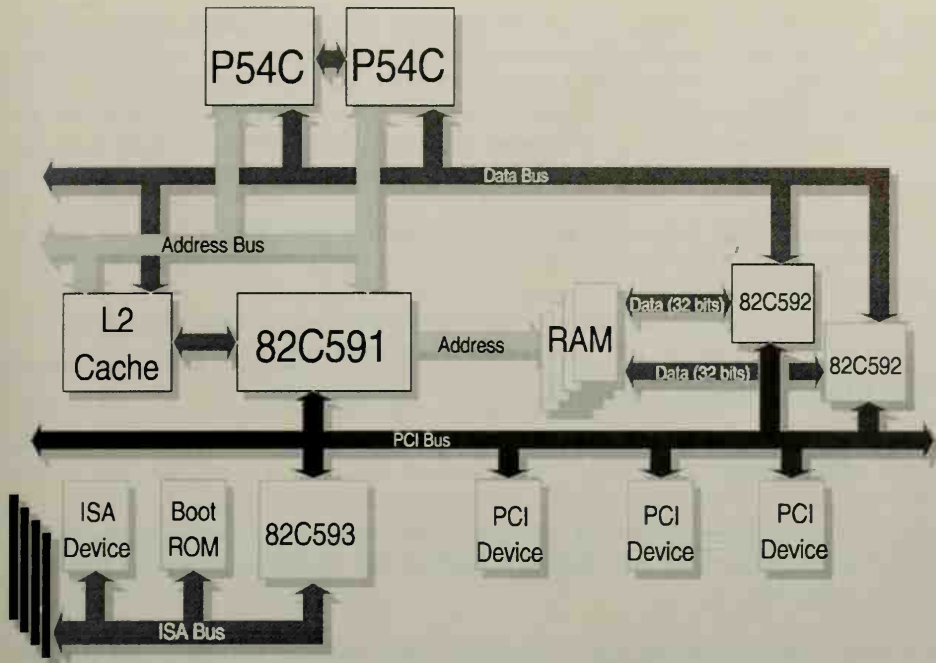 P54C
P54C
Data Bus
Address Bus
L2
Cache
82C591
Address
RAM
Data (32 bits)
82C592
Data (32 bits)
82C592
PCI Bus
ISA
Device
Boot
ROM
82C593
PCI
Device
PCI
Device
PCI
Device
ISA Bus